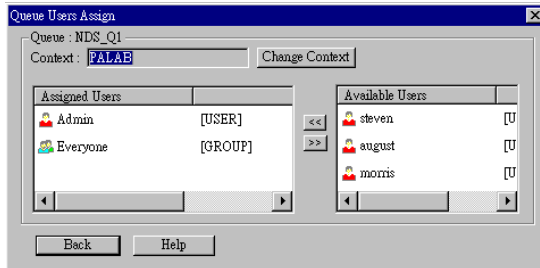 Queue Users Assign
Queue : NDS_Q1
Context : PALAB Change Context
Assigned Users Available Users
Admin [USER] << steven [U
Everyone [GROUP] >> august [U
morris [U
Back Help